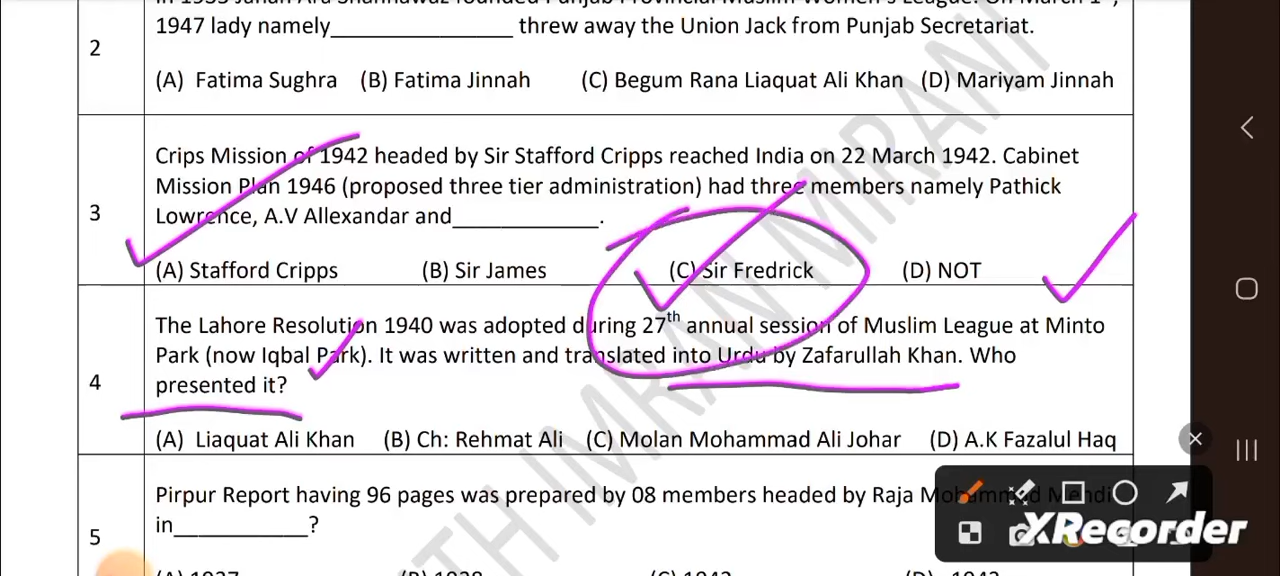 1947 lady namely_______________ threw away the Union Jack from Punjab Secretariat.
2
(A) Fatima Sughra (B) Fatima Jinnah (C) Begum Rana Liaquat Ali Khan (D) Mariyam Jinnah
Crips Mission of 1942 headed by Sir Stafford Cripps reached India on 22 March 1942. Cabinet
Mission Plan 1946 (proposed three tier administration) had three members namely Pathick
3
Lowrence, A.V Allexandar and____________.
(A) Stafford Cripps (B) Sir James (C) Sir Fredrick (D) NOT
The Lahore Resolution 1940 was adopted during 27th annual session of Muslim League at Minto
Park (now Iqbal Park). It was written and translated into Urdu by Zafarullah Khan. Who
4
presented it?
(A) Liaquat Ali Khan (B) Ch: Rehmat Ali (C) Molan Mohammad Ali Johar (D) A.K Fazalul Haq
Pirpur Report having 96 pages was prepared by 08 members headed by Raja
in___________?
5
XRecorder
IMRAN MIRANI